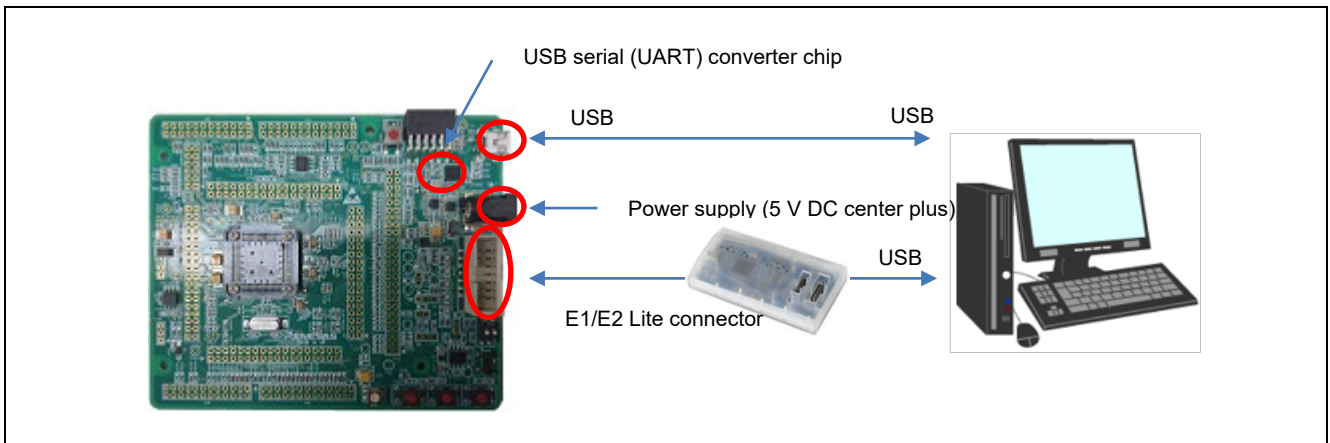 USB serial (UART) converter chip
USB
USB
Power supply (5 V DC center plus)
USB
E1/E2 Lite connector